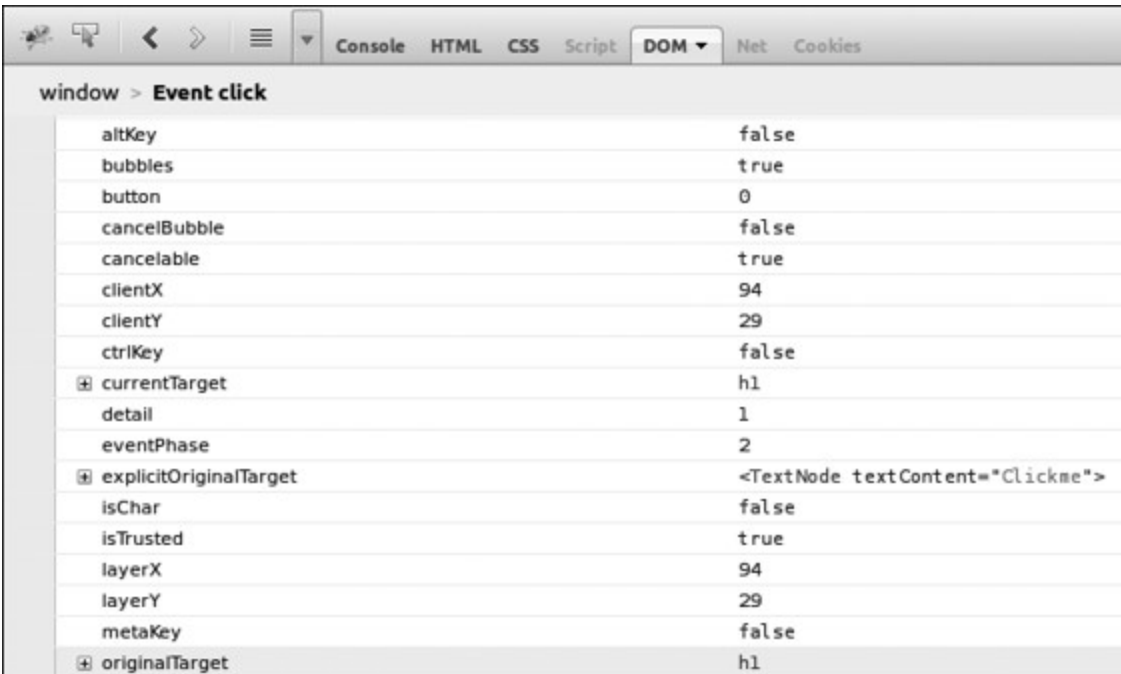 Console HTML CSS Script DOM Net Cookies
window > Event click
altKey false
bubbles true
button 0
cancelBubble false
cancelable true
clientX 94
clientY 29
ctrlKey false
currentTarget h1
detail 1
eventPhase 2
explicitOriginalTarget <TextNode textContent="Clickme">
isChar false
isTrusted true
layerX 94
layerY 29
metaKey false
originalTarget h1